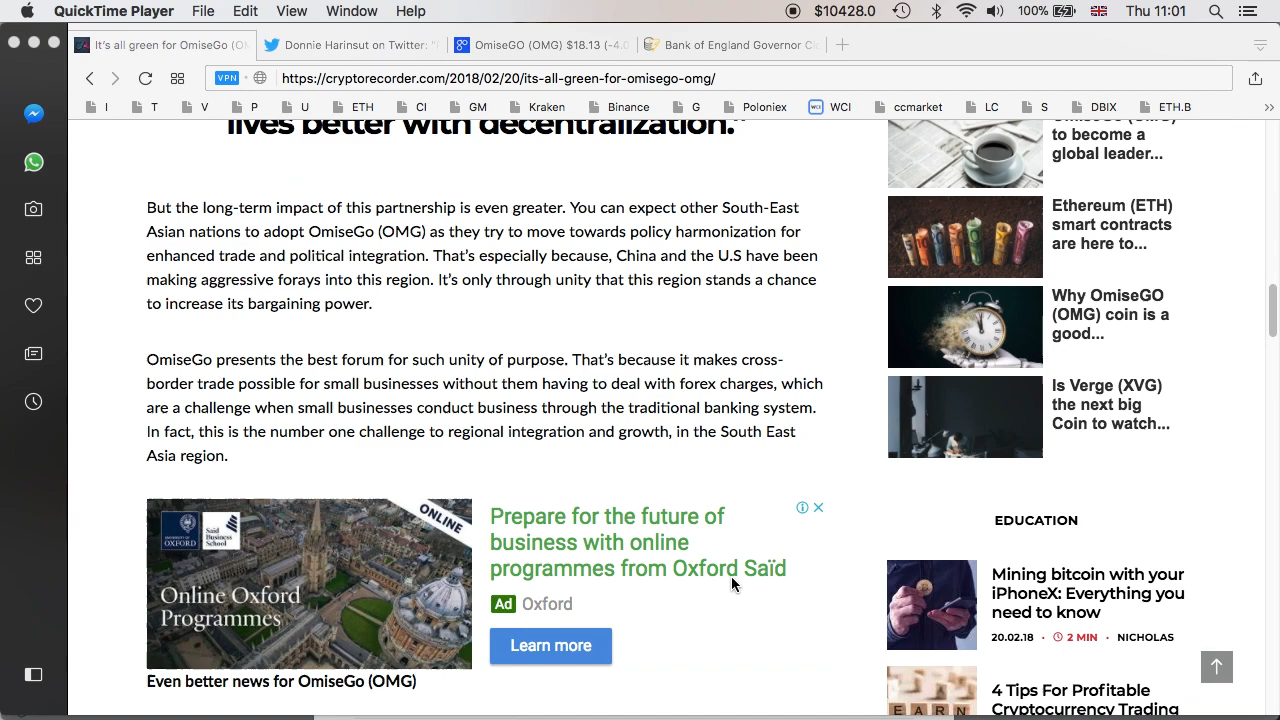 QuickTime Player File Edit View Window Help $10428.0 100% Thu 11:01
It's all green for OmiseGo (O
Donnie Harinsut on Twitter: "
OmiseGO (OMG) $18.13 (-4.
Bank of England Governor C
VPN https://cryptorecorder.com/2018/02/20/its-all-green-for-omisego-omg/
I T V P U ETH CI GM Kraken Binance G Poloniex WCI ccmarket LC S DBIX ETH.B
lives better with decentralization."
But the long-term impact of this partnership is even greater. You can expect other South-East
Asian nations to adopt OmiseGo (OMG) as they try to move towards policy harmonization for
enhanced trade and political integration. That's especially because, China and the U.S have been
making aggressive forays into this region. It's only through unity that this region stands a chance
to increase its bargaining power.
OmiseGo presents the best forum for such unity of purpose. That's because it makes cross-
border trade possible for small businesses without them having to deal with forex charges, which
are a challenge when small businesses conduct business through the traditional banking system.
In fact, this is the number one challenge to regional integration and growth, in the South East
Asia region.
UNIVERSITY OF OXFORD
Saïd Business School
ONLINE
Online Oxford
Programmes
Prepare for the future of
business with online
programmes from Oxford Saïd
Ad Oxford
Learn more
Even better news for OmiseGo (OMG)
OmiseGO (OMG)
to become a
global leader...
Ethereum (ETH)
smart contracts
are here to...
Why OmiseGO
(OMG) coin is a
good...
Is Verge (XVG)
the next big
Coin to watch...
EDUCATION
Mining bitcoin with your
iPhoneX: Everything you
need to know
20.02.18 · 2 MIN · NICHOLAS
EARN
4 Tips For Profitable
Cryptocurrency Trading